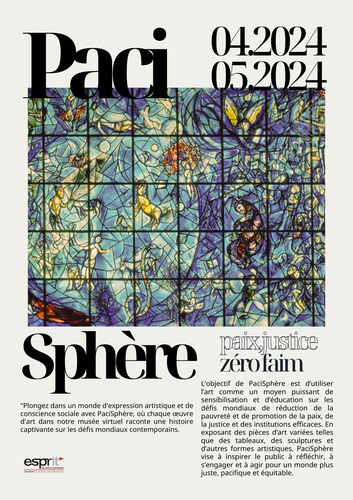 Paci
04.2024
05.2024
Sphère
paix,justice
zéro faim
"Plongez dans un monde d'expression artistique et de
conscience sociale avec PaciSphère, où chaque œuvre
d'art dans notre musée virtuel raconte une histoire
captivante sur les défis mondiaux contemporains.
L'objectif de PaciSphère est d'utiliser
l'art comme un moyen puissant de
sensibilisation et d'éducation sur les
défis mondiaux de réduction de la
pauvreté et de promotion de la paix, de
la justice et des institutions efficaces. En
exposant des pièces d'art variées telles
que des tableaux, des sculptures et
d'autres formes artistiques, PaciSphère
vise à inspirer le public à réfléchir, à
s'engager et à agir pour un monde plus
juste, pacifique et équitable.
esprit